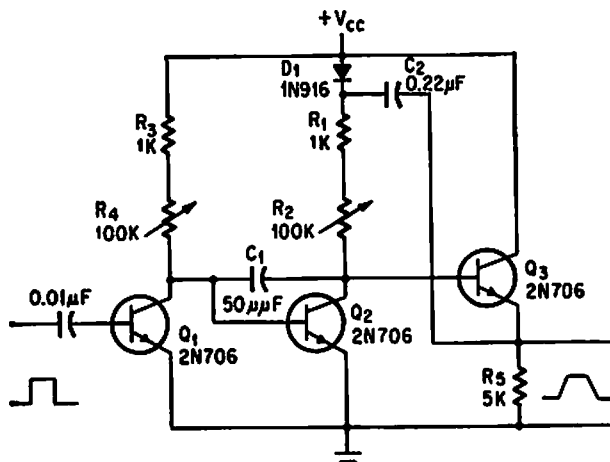 +VCC
D1
1N916
C2
0.22µF
R3
1K
R1
1K
R4
100K
R2
100K
C1
50µµF
0.01µF
Q1
2N706
Q2
2N706
Q3
2N706
R5
5K